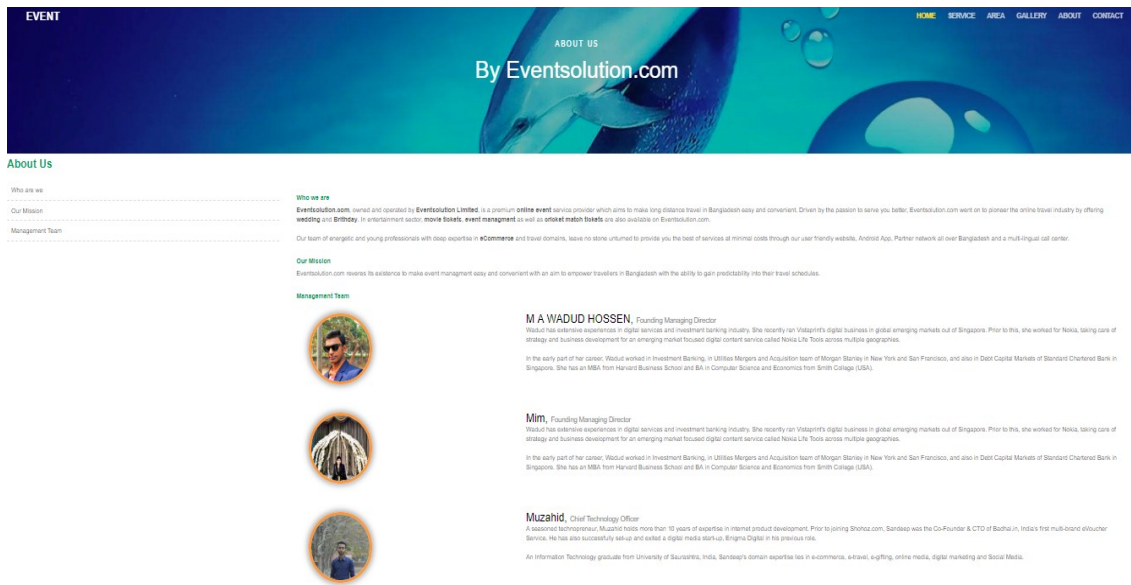 EVENT
HOME SERVICE AREA GALLERY ABOUT CONTACT
ABOUT US
By Eventsolution.com
About Us
Who are we
Our Mission
Management Team
Who we are
Eventsolution.com, owned and operated by Eventsolution Limited, is a premium online event service provider which aims to make long distance travel in Bangladesh easy and convenient. Driven by the passion to serve you better, Eventsolution.com went on to pioneer the online travel industry by offering
wedding and Brithday. In entertainment sector, movie tickets, event managment as well as cricket match tickets are also available on Eventsolution.com.
Our team of energetic and young professionals with deep expertise in eCommerce and travel domains, leave no stone unturned to provide you the best of services at minimal costs through our user friendly website, Android App, Partner network all over Bangladesh and a multi-lingual call center.
Our Mission
Eventsolution.com reveres its existence to make event managment easy and convenient with an aim to empower travellers in Bangladesh with the ability to gain predictability into their travel schedules.
Management Team
M A WADUD HOSSEN, Founding Managing Director
Wadud has extensive experiences in digital services and investment banking industry. She recently ran Vistaprint's digital business in global emerging markets out of Singapore. Prior to this, she worked for Nokia, taking care of
strategy and business development for an emerging market focused digital content service called Nokia Life Tools across multiple geographies.
In the early part of her career, Wadud worked in Investment Banking, in Utilities Mergers and Acquisition team of Morgan Stanley in New York and San Francisco, and also in Debt Capital Markets of Standard Chartered Bank in
Singapore. She has an MBA from Harvard Business School and BA in Computer Science and Economics from Smith College (USA).
Mim, Founding Managing Director
Wadud has extensive experiences in digital services and investment banking industry. She recently ran Vistaprint's digital business in global emerging markets out of Singapore. Prior to this, she worked for Nokia, taking care of
strategy and business development for an emerging market focused digital content service called Nokia Life Tools across multiple geographies.
In the early part of her career, Wadud worked in Investment Banking, in Utilities Mergers and Acquisition team of Morgan Stanley in New York and San Francisco, and also in Debt Capital Markets of Standard Chartered Bank in
Singapore. She has an MBA from Harvard Business School and BA in Computer Science and Economics from Smith College (USA).
Muzahid, Chief Technology Officer
A seasoned technopreneur, Muzahid holds more than 10 years of expertise in internet product development. Prior to joining Shohoz.com, Sandeep was the Co-Founder & CTO of Badhai.in, India's first multi-brand eVoucher
Service. He has also successfully set-up and exited a digital media start-up, Enigma Digital in his previous role.
An Information Technology graduate from University of Saurashtra, India, Sandeep's domain expertise lies in e-commerce, e-travel, e-gifting, online media, digital marketing and Social Media.